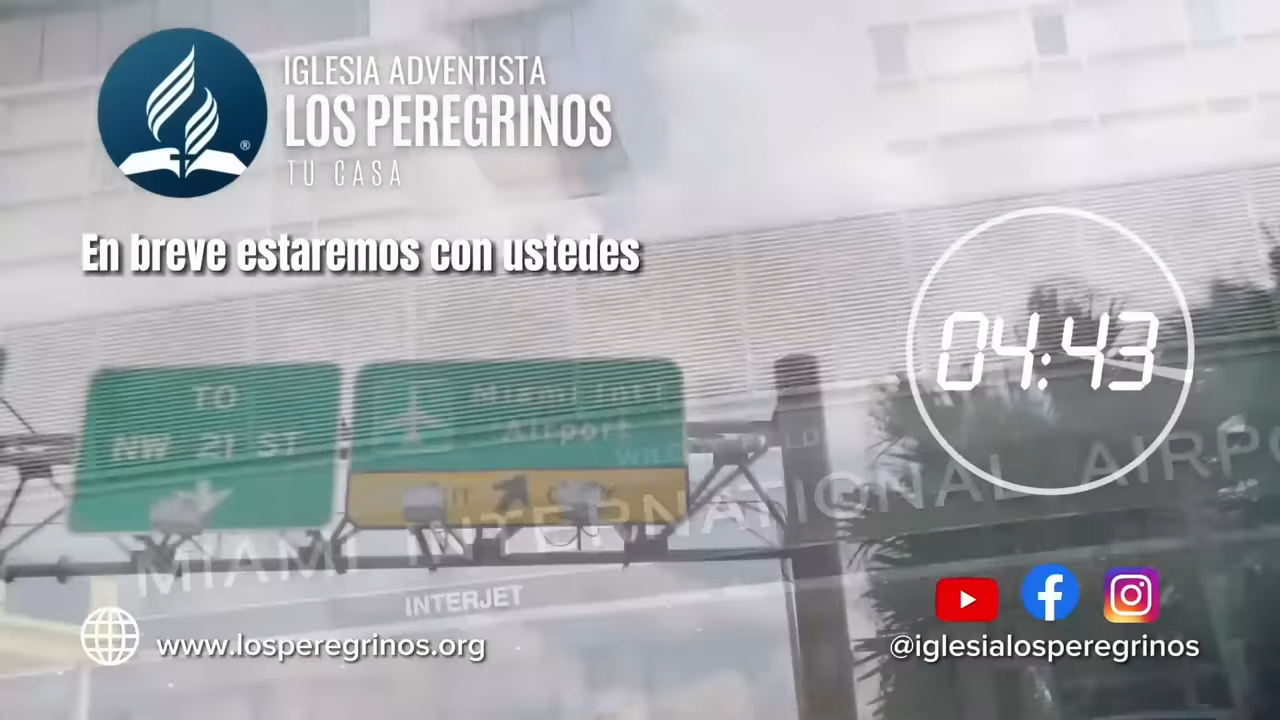 IGLESIA ADVENTISTA
LOS PEREGRINOS
TU CASA
®
En breve estaremos con ustedes
04:43
TO
NW 21 ST
Miami Int'l
Airport
MIAMI INTERNATIONAL AIRPO
INTERJET
www.losperegrinos.org
@iglesialosperegrinos